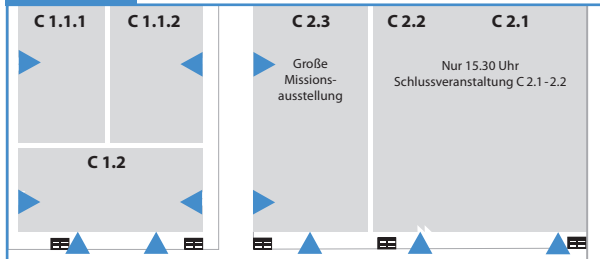 C 1.1.1
C 1.1.2
C 1.2
C 2.3
Große
Missions-
ausstellung
C 2.2
C 2.1
Nur 15.30 Uhr
Schlussveranstaltung C 2.1-2.2